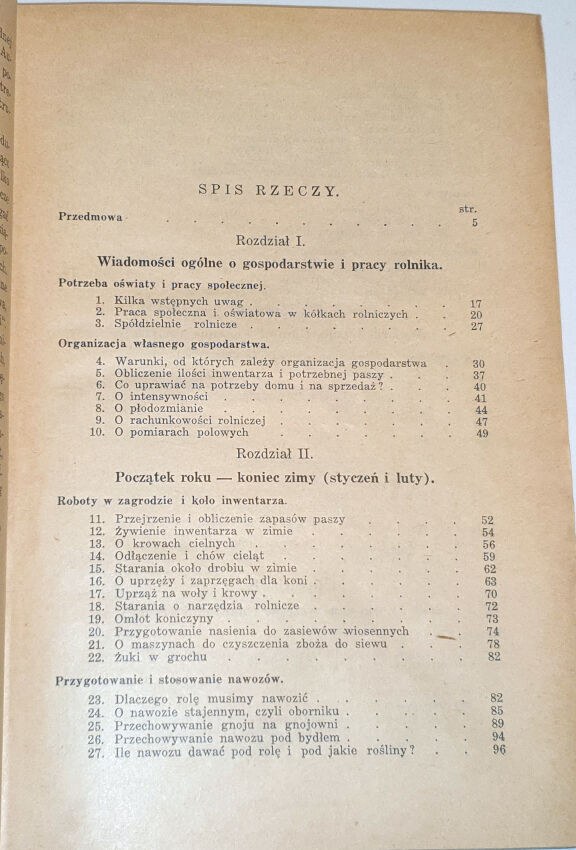 SPIS RZECZY.
str.
Przedmowa . . . . . . . . . . . 5
Rozdział I.
Wiadomości ogólne o gospodarstwie i pracy rolnika.
Potrzeba oświaty i pracy społecznej.
1. Kilka wstępnych uwag . . . . . . . 17
2. Praca społeczna i oświatowa w kółkach rolniczych . . 20
3. Spółdzielnie rolnicze . . . . . . . 27
Organizacja własnego gospodarstwa.
4. Warunki, od których zależy organizacja gospodarstwa . 30
5. Obliczenie ilości inwentarza i potrzebnej paszy . . . 37
6. Co uprawiać na potrzeby domu i na sprzedaż? . . . 40
7. O intensywności . . . . . . . . 41
8. O płodozmianie . . . . . . . . 44
9. O rachunkowości rolniczej . . . . . . 47
10. O pomiarach polowych . . . . . . 49
Rozdział II.
Początek roku — koniec zimy (styczeń i luty).
Roboty w zagrodzie i koło inwentarza.
11. Przejrzenie i obliczenie zapasów paszy . . . . 52
12. Żywienie inwentarza w zimie . . . . . 54
13. O krowach cielnych . . . . . . . 56
14. Odłączenie i chów cieląt . . . . . . 59
15. Starania około drobiu w zimie . . . . . 62
16. O uprzęży i zaprzęgach dla koni . . . . . 63
17. Uprząż na woły i krowy . . . . . . 70
18. Starania o narzędzia rolnicze . . . . . 72
19. Omłot koniczyny . . . . . . . 73
20. Przygotowanie nasienia do zasiewów wiosennych . . 74
21. O maszynach do czyszczenia zboża do siewu . . . 78
22. Żuki w grochu . . . . . . . . 82
Przygotowanie i stosowanie nawozów.
23. Dlaczego rolę musimy nawozić . . . . . 82
24. O nawozie stajennym, czyli oborniku . . . . 85
25. Przechowywanie gnoju na gnojowni . . . . 89
26. Przechowywanie nawozu pod bydłem . . . . 94
27. Ile nawozu dawać pod rolę i pod jakie rośliny? . . 96